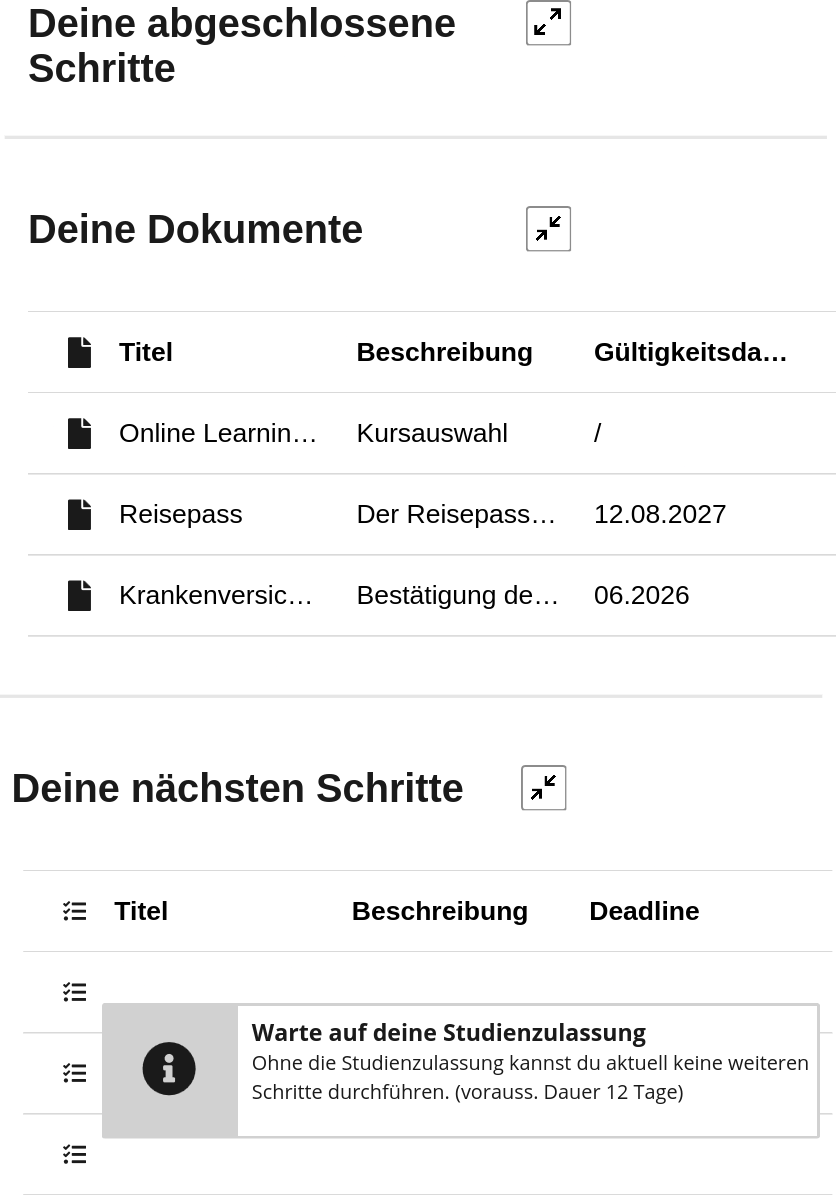 Deine abgeschlossene
Schritte
Deine Dokumente
Titel Beschreibung Gültigkeitsda…
Online Learnin… Kursauswahl /
Reisepass Der Reisepass… 12.08.2027
Krankenversic… Bestätigung de… 06.2026
Deine nächsten Schritte
Titel Beschreibung Deadline
Warte auf deine Studienzulassung
Ohne die Studienzulassung kannst du aktuell keine weiteren
Schritte durchführen. (vorauss. Dauer 12 Tage)